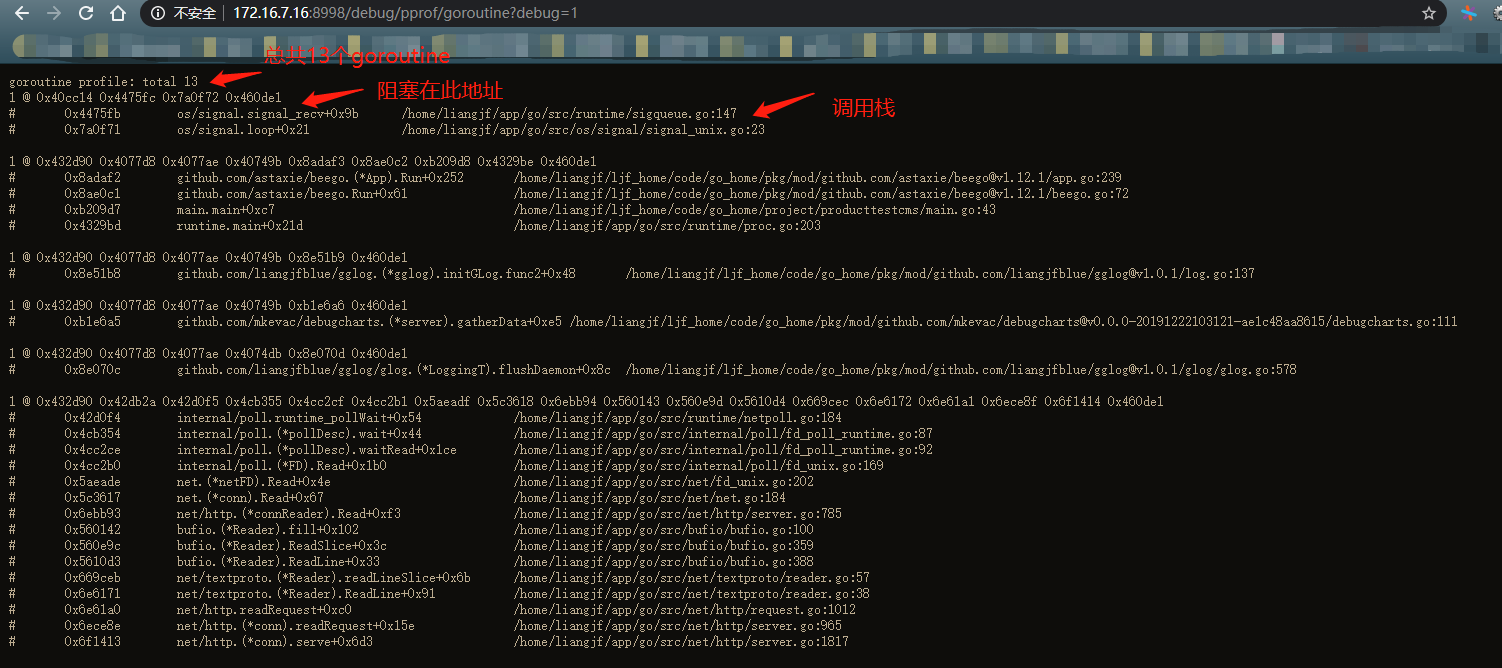 不安全 172.16.7.16:8998/debug/pprof/goroutine?debug=1
总共13个goroutine
goroutine profile: total 13
阻塞在此地址
1 @ 0x40cc14 0x4475fc 0x7a0f72 0x460de1
调用栈
# 0x4475fb os/signal.signal_recv+0x9b /home/liangjf/app/go/src/runtime/sigqueue.go:147
# 0x7a0f71 os/signal.loop+0x21 /home/liangjf/app/go/src/os/signal/signal_unix.go:23
1 @ 0x432d90 0x4077d8 0x4077ae 0x40749b 0x8adaf3 0x8ae0c2 0xb209d8 0x4329be 0x460de1
# 0x8adaf2 github.com/astaxie/beego.(*App).Run+0x252 /home/liangjf/ljf_home/code/go_home/pkg/mod/github.com/astaxie/beego@v1.12.1/app.go:239
# 0x8ae0c1 github.com/astaxie/beego.Run+0x61 /home/liangjf/ljf_home/code/go_home/pkg/mod/github.com/astaxie/beego@v1.12.1/beego.go:72
# 0xb209d7 main.main+0xc7 /home/liangjf/ljf_home/code/go_home/project/producttestcms/main.go:43
# 0x4329bd runtime.main+0x21d /home/liangjf/app/go/src/runtime/proc.go:203
1 @ 0x432d90 0x4077d8 0x4077ae 0x40749b 0x8e51b9 0x460de1
# 0x8e51b8 github.com/liangjfblue/gglog.(*gglog).initGLog.func2+0x48 /home/liangjf/ljf_home/code/go_home/pkg/mod/github.com/liangjfblue/gglog@v1.0.1/log.go:137
1 @ 0x432d90 0x4077d8 0x4077ae 0x40749b 0xb1e6a6 0x460de1
# 0xb1e6a5 github.com/mkevac/debugcharts.(*server).gatherData+0xe5 /home/liangjf/ljf_home/code/go_home/pkg/mod/github.com/mkevac/debugcharts@v0.0.0-20191222103121-ae1c48aa8615/debugcharts.go:111
1 @ 0x432d90 0x4077d8 0x4077ae 0x4074db 0x8e070d 0x460de1
# 0x8e070c github.com/liangjfblue/gglog/glog.(*LoggingT).flushDaemon+0x8c /home/liangjf/ljf_home/code/go_home/pkg/mod/github.com/liangjfblue/gglog@v1.0.1/glog/glog.go:578
1 @ 0x432d90 0x42db2a 0x42d0f5 0x4cb355 0x4cc2cf 0x4cc2b1 0x5aeadf 0x5c3618 0x6ebb94 0x560143 0x560e9d 0x5610d4 0x669cec 0x6e6172 0x6e61a1 0x6ece8f 0x6f1414 0x460de1
# 0x42d0f4 internal/poll.runtime_pollWait+0x54 /home/liangjf/app/go/src/runtime/netpoll.go:184
# 0x4cb354 internal/poll.(*pollDesc).wait+0x44 /home/liangjf/app/go/src/internal/poll/fd_poll_runtime.go:87
# 0x4cc2ce internal/poll.(*pollDesc).waitRead+0x1ce /home/liangjf/app/go/src/internal/poll/fd_poll_runtime.go:92
# 0x4cc2b0 internal/poll.(*FD).Read+0x1b0 /home/liangjf/app/go/src/internal/poll/fd_unix.go:169
# 0x5aeade net.(*netFD).Read+0x4e /home/liangjf/app/go/src/net/fd_unix.go:202
# 0x5c3617 net.(*conn).Read+0x67 /home/liangjf/app/go/src/net/net.go:184
# 0x6ebb93 net/http.(*connReader).Read+0xf3 /home/liangjf/app/go/src/net/http/server.go:785
# 0x560142 bufio.(*Reader).fill+0x102 /home/liangjf/app/go/src/bufio/bufio.go:100
# 0x560e9c bufio.(*Reader).ReadSlice+0x3c /home/liangjf/app/go/src/bufio/bufio.go:359
# 0x5610d3 bufio.(*Reader).ReadLine+0x33 /home/liangjf/app/go/src/bufio/bufio.go:388
# 0x669ceb net/textproto.(*Reader).readLineSlice+0x6b /home/liangjf/app/go/src/net/textproto/reader.go:57
# 0x6e6171 net/textproto.(*Reader).ReadLine+0x91 /home/liangjf/app/go/src/net/textproto/reader.go:38
# 0x6e61a0 net/http.readRequest+0xc0 /home/liangjf/app/go/src/net/http/request.go:1012
# 0x6ece8e net/http.(*conn).readRequest+0x15e /home/liangjf/app/go/src/net/http/server.go:965
# 0x6f1413 net/http.(*conn).serve+0x6d3 /home/liangjf/app/go/src/net/http/server.go:1817